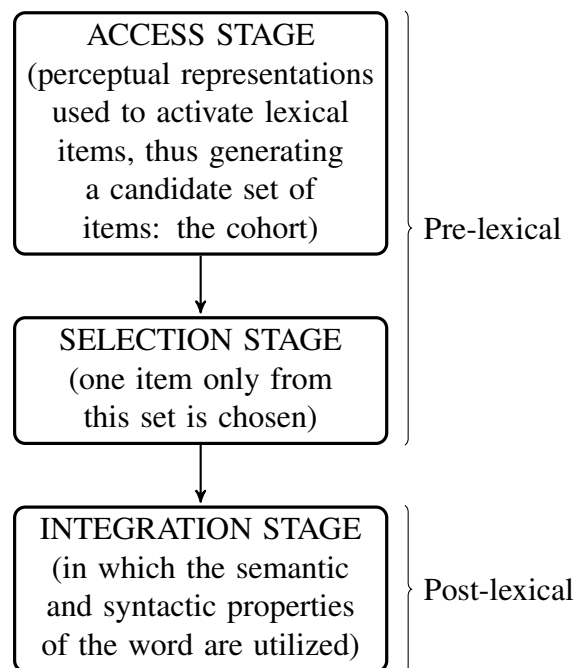 ACCESS STAGE
(perceptual representations
used to activate lexical
items, thus generating
a candidate set of
items: the cohort)
Pre-lexical
SELECTION STAGE
(one item only from
this set is chosen)
INTEGRATION STAGE
(in which the semantic
and syntactic properties
of the word are utilized)
Post-lexical